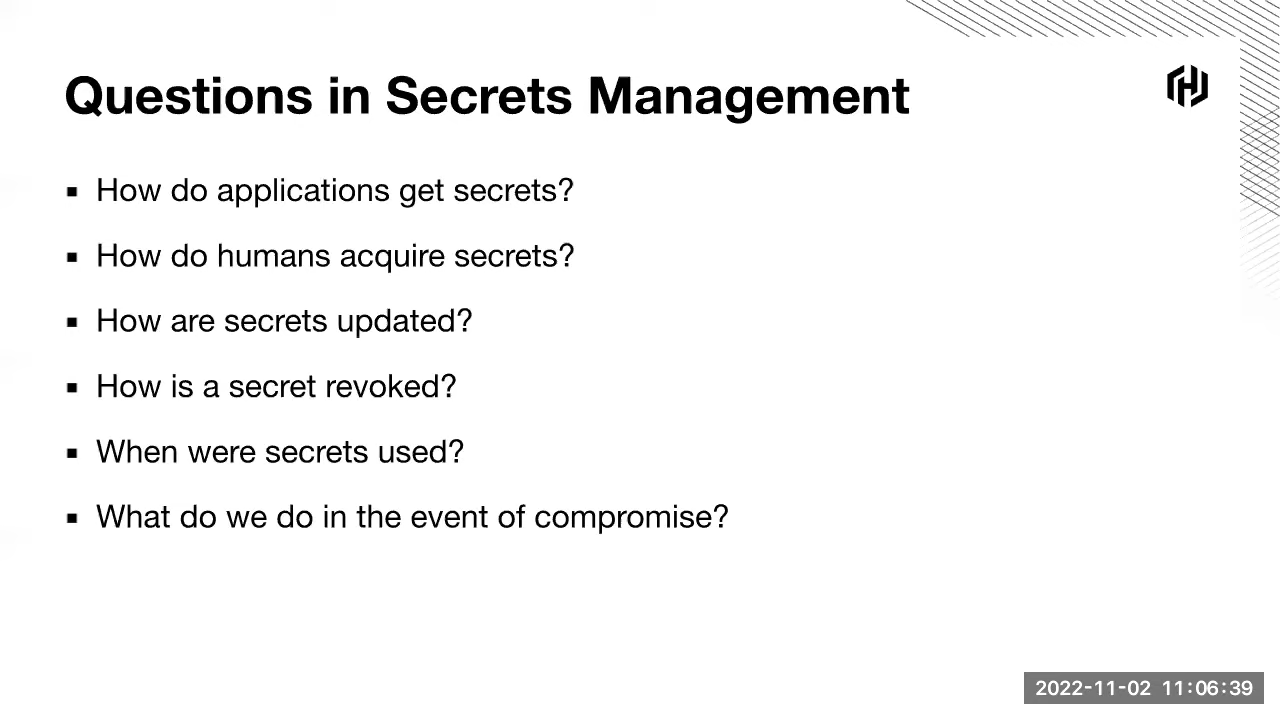 Questions in Secrets Management
▪ How do applications get secrets?
▪ How do humans acquire secrets?
▪ How are secrets updated?
▪ How is a secret revoked?
▪ When were secrets used?
▪ What do we do in the event of compromise?
2022-11-02 11:06:39